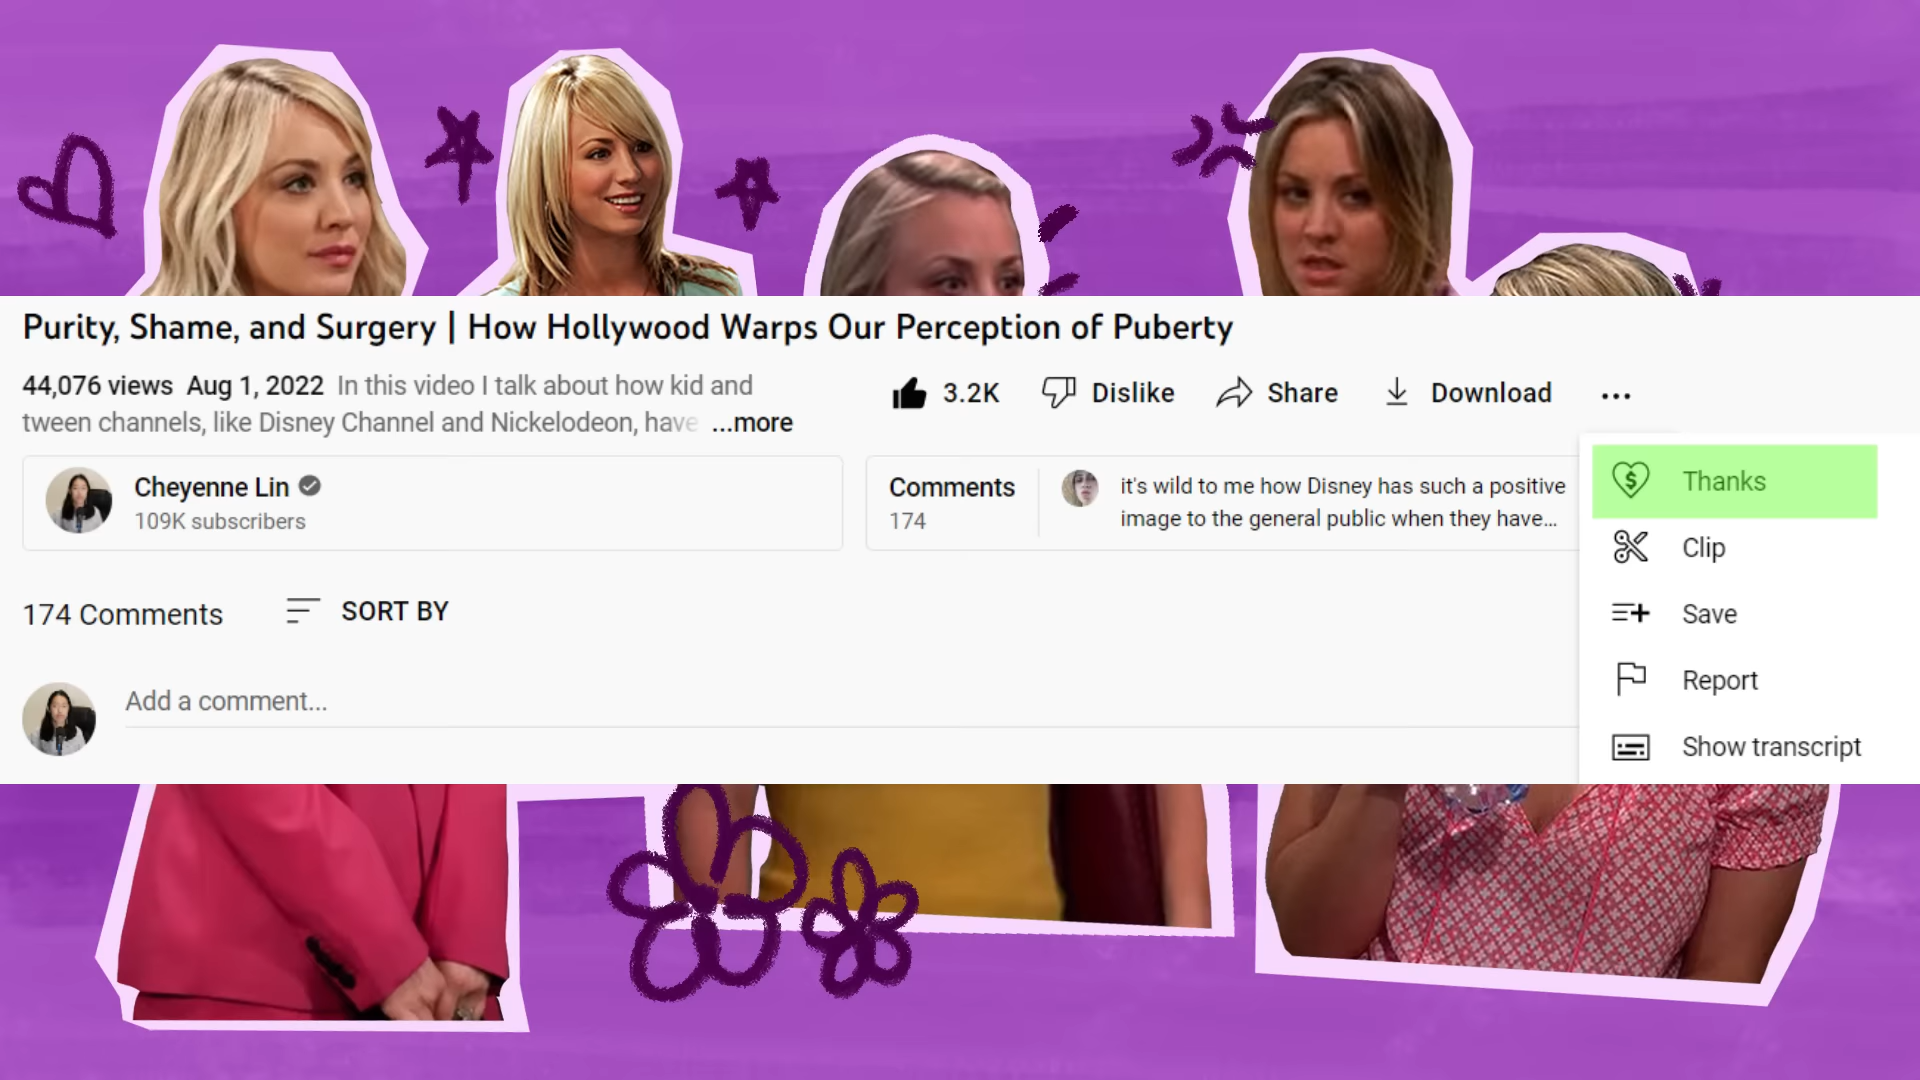 Purity, Shame, and Surgery | How Hollywood Warps Our Perception of Puberty
44,076 views Aug 1, 2022 In this video I talk about how kid and
tween channels, like Disney Channel and Nickelodeon, have ...more
3.2K Dislike Share Download ...
Cheyenne Lin
109K subscribers
Comments
174
it's wild to me how Disney has such a positive
image to the general public when they have...
Thanks
Clip
Save
Report
Show transcript
174 Comments SORT BY
Add a comment...